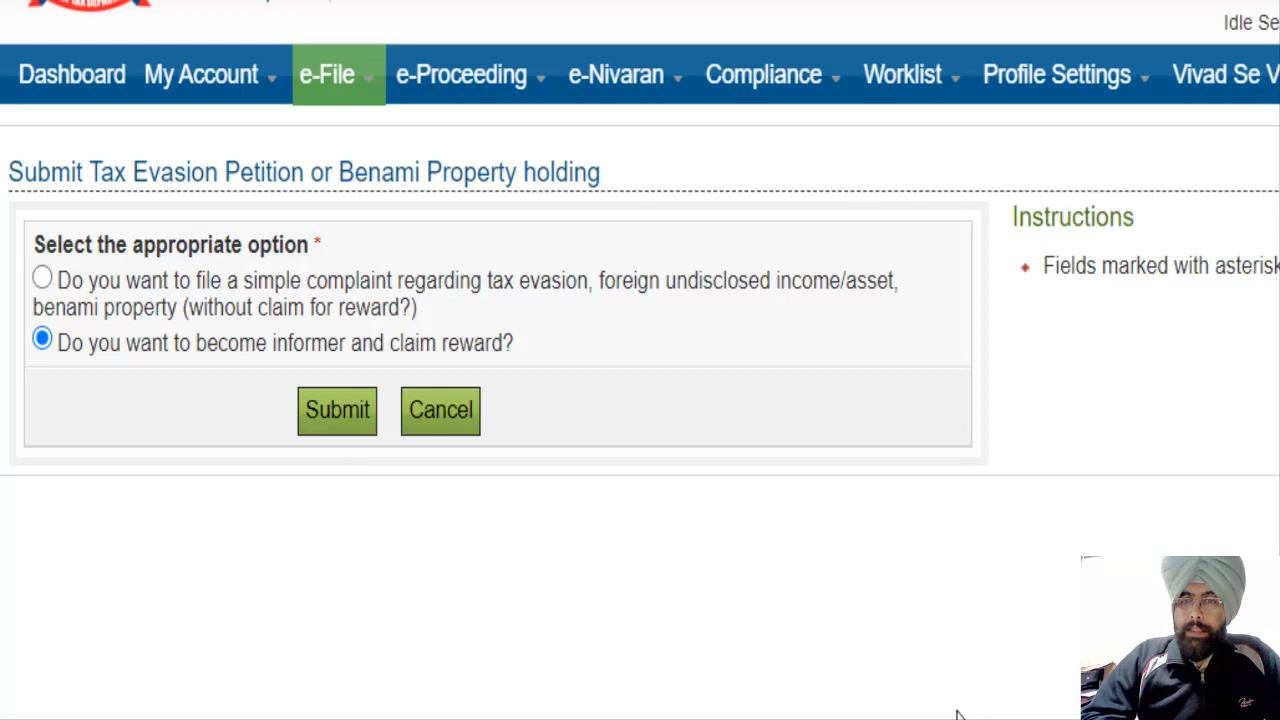 TAX DEPART
Idle Se
Dashboard My Account e-File e-Proceeding e-Nivaran Compliance Worklist Profile Settings Vivad Se V
Submit Tax Evasion Petition or Benami Property holding
Select the appropriate option *
Do you want to file a simple complaint regarding tax evasion, foreign undisclosed income/asset,
benami property (without claim for reward?)
Do you want to become informer and claim reward?
Submit Cancel
Instructions
Fields marked with asterisk